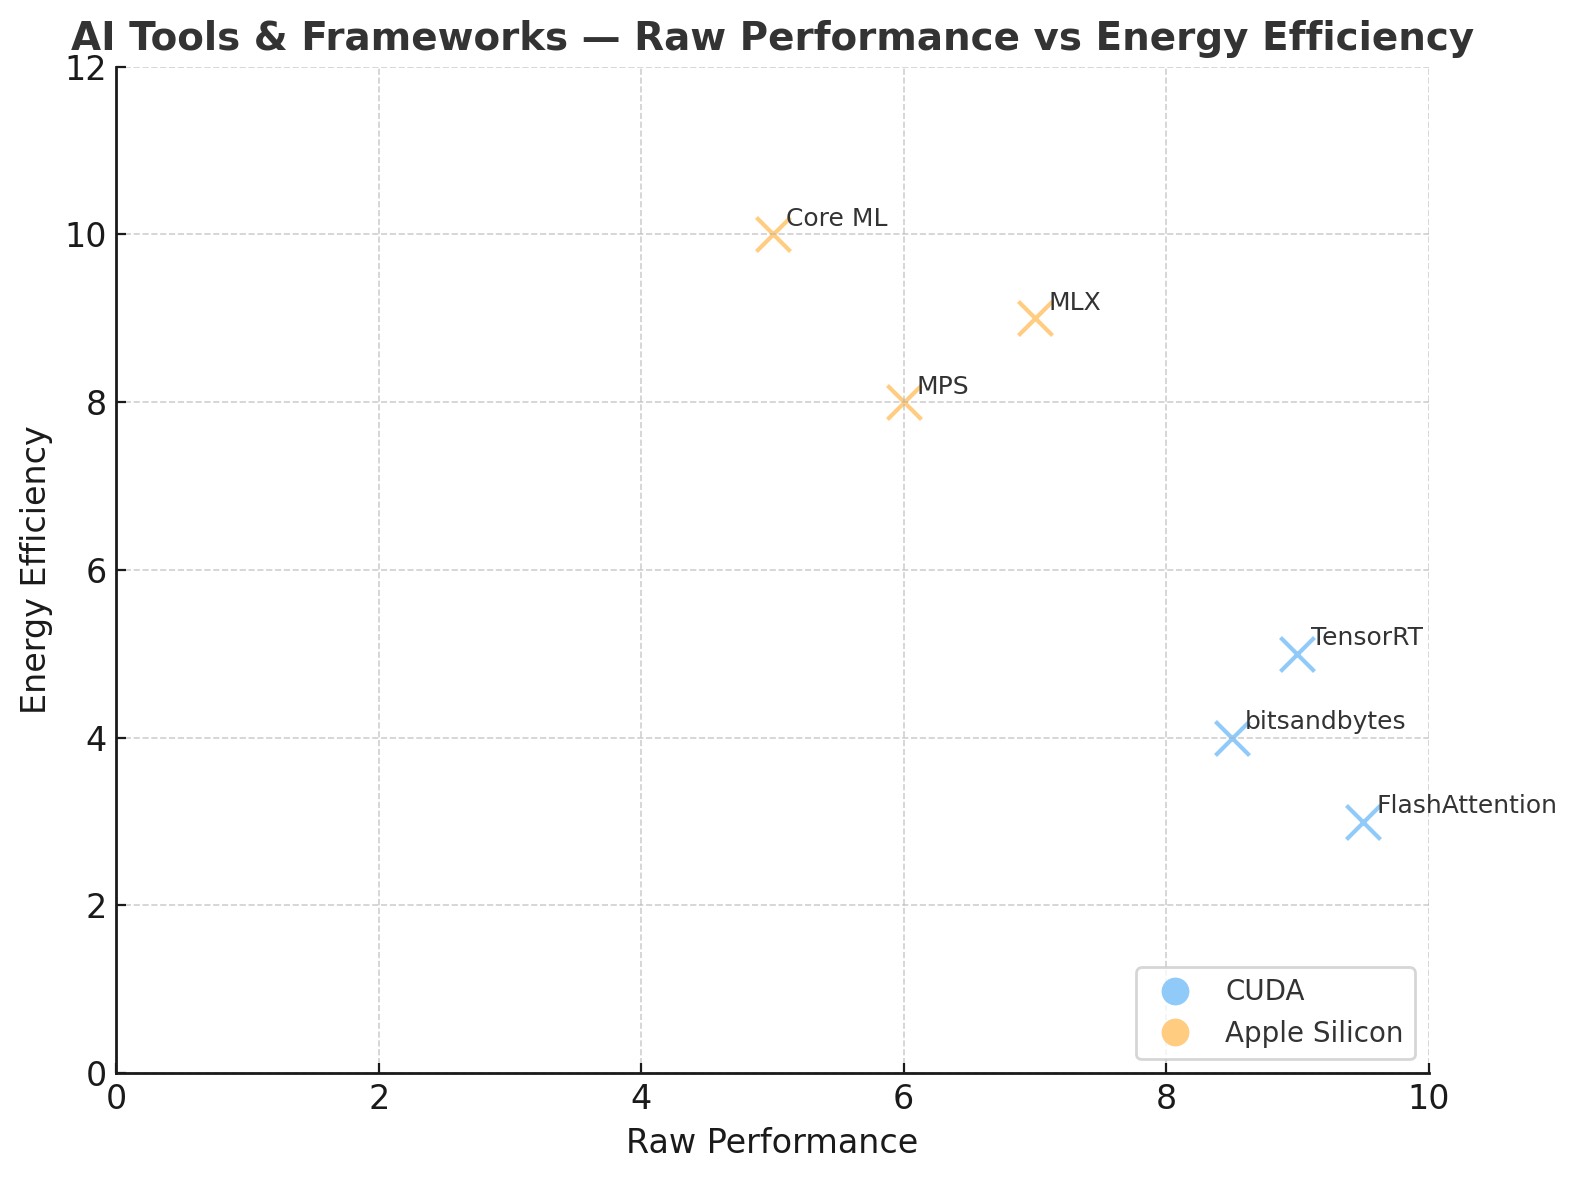 AI Tools & Frameworks — Raw Performance vs Energy Efficiency
12
10
8
6
4
2
0
Energy Efficiency
Core ML
MLX
MPS
TensorRT
bitsandbytes
FlashAttention
CUDA
Apple Silicon
0 2 4 6 8 10
Raw Performance